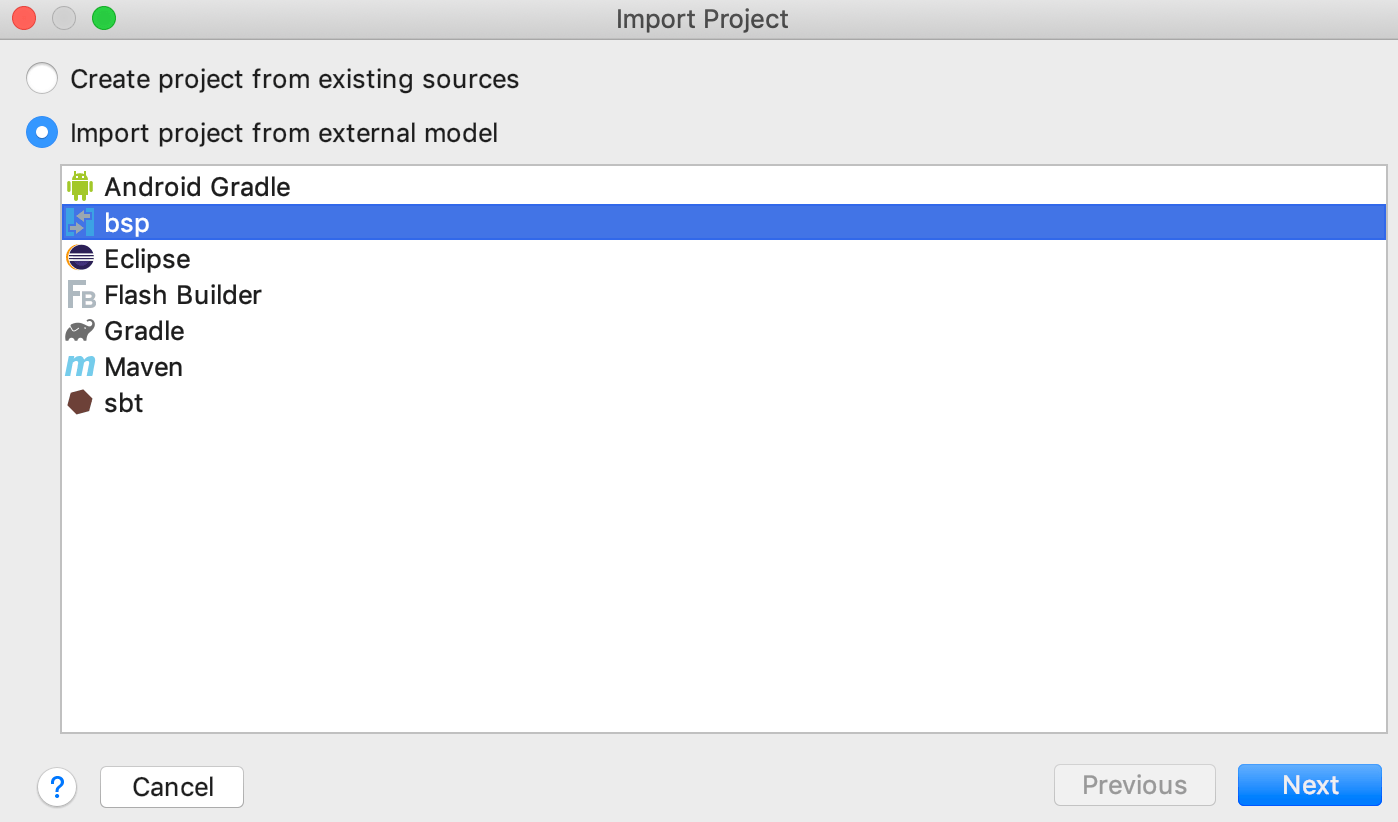 Import Project
Create project from existing sources
Import project from external model
Android Gradle
bsp
Eclipse
FB Flash Builder
Gradle
m Maven
sbt
? Cancel Previous Next